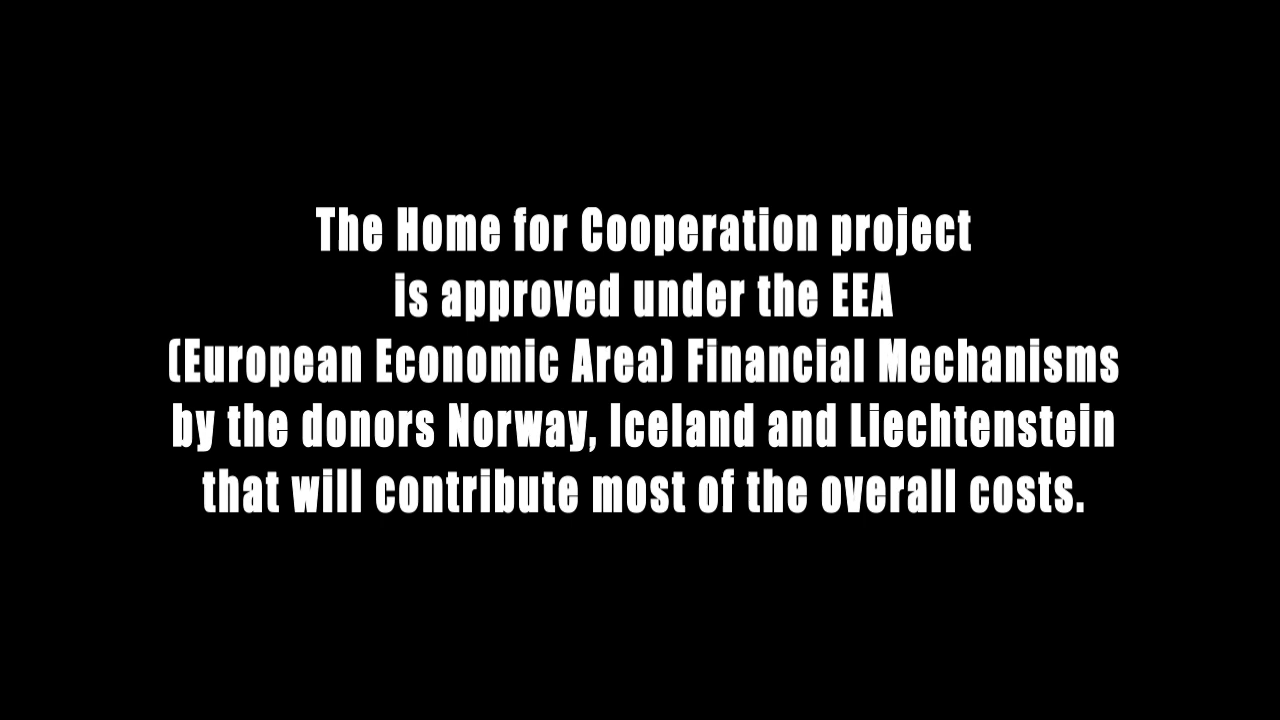 The Home for Cooperation project
is approved under the EEA
(European Economic Area) Financial Mechanisms
by the donors Norway, Iceland and Liechtenstein
that will contribute most of the overall costs.